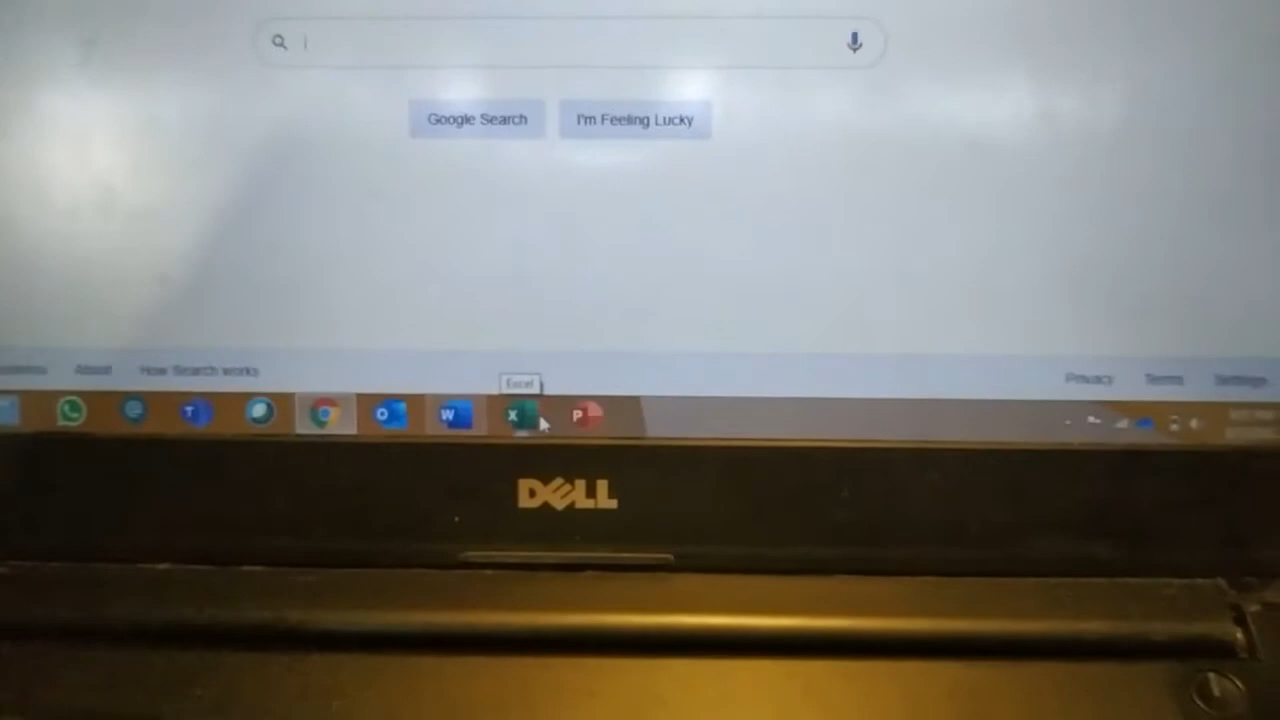 Google Search I'm Feeling Lucky
About How Search works Privacy Terms Settings
Excel
T O W X P
DELL